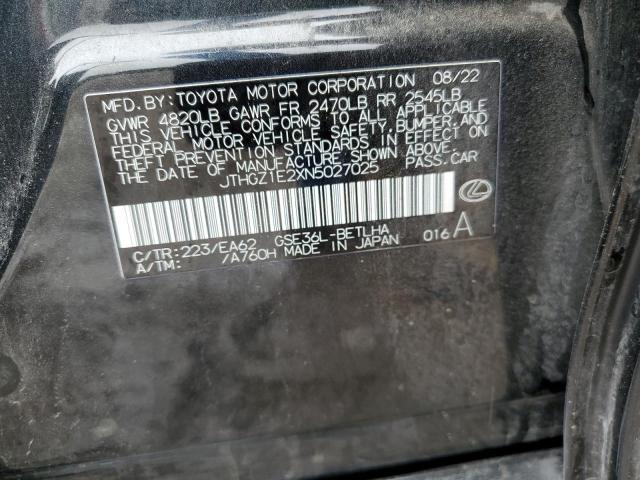 MFD. BY: TOYOTA MOTOR CORPORATION 08/22
GVWR 4820LB GAWR FR 2470LB RR 2545LB
THIS VEHICLE CONFORMS TO ALL APPLICABLE
FEDERAL MOTOR VEHICLE SAFETY, BUMPER, AND
THEFT PREVENTION STANDARDS IN EFFECT ON
THE DATE OF MANUFACTURE SHOWN ABOVE.
JTHGZ1E2XN5027025 PASS. CAR
C/TR: 223/EA62 GSE36L-BETLHA
A/TM: /A760H MADE IN JAPAN 016A